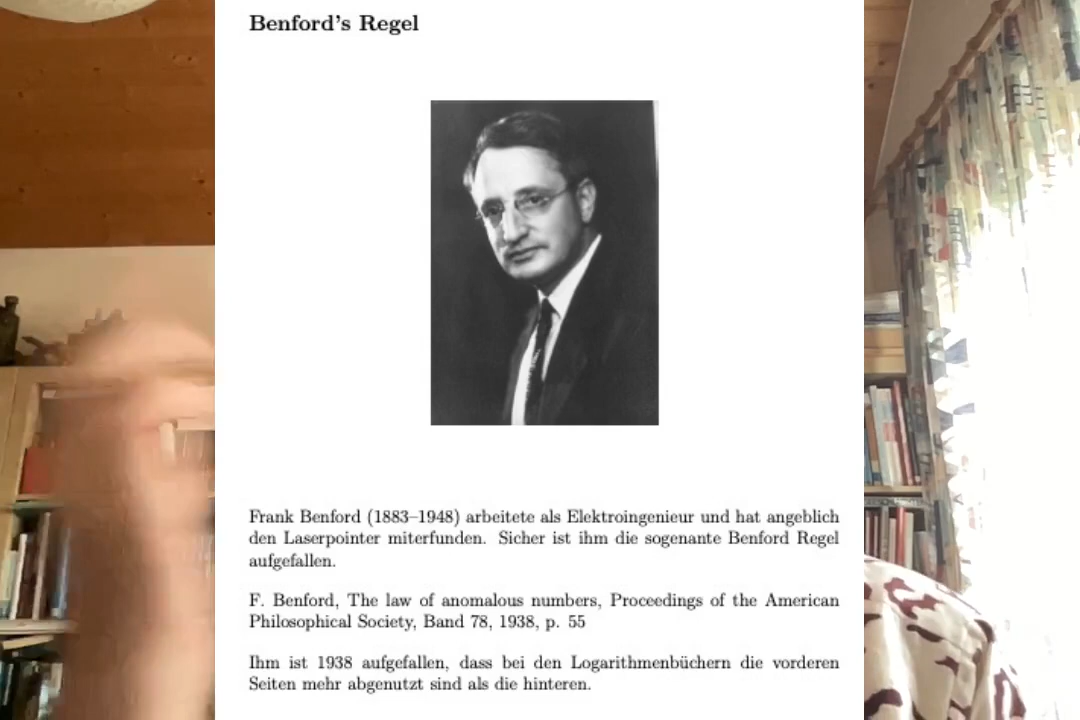 Benford's Regel
Frank Benford (1883–1948) arbeitete als Elektroingenieur und hat angeblich
den Laserpointer miterfunden. Sicher ist ihm die sogenante Benford Regel
aufgefallen.
F. Benford, The law of anomalous numbers, Proceedings of the American
Philosophical Society, Band 78, 1938, p. 55
Ihm ist 1938 aufgefallen, dass bei den Logarithmenbüchern die vorderen
Seiten mehr abgenutzt sind als die hinteren.